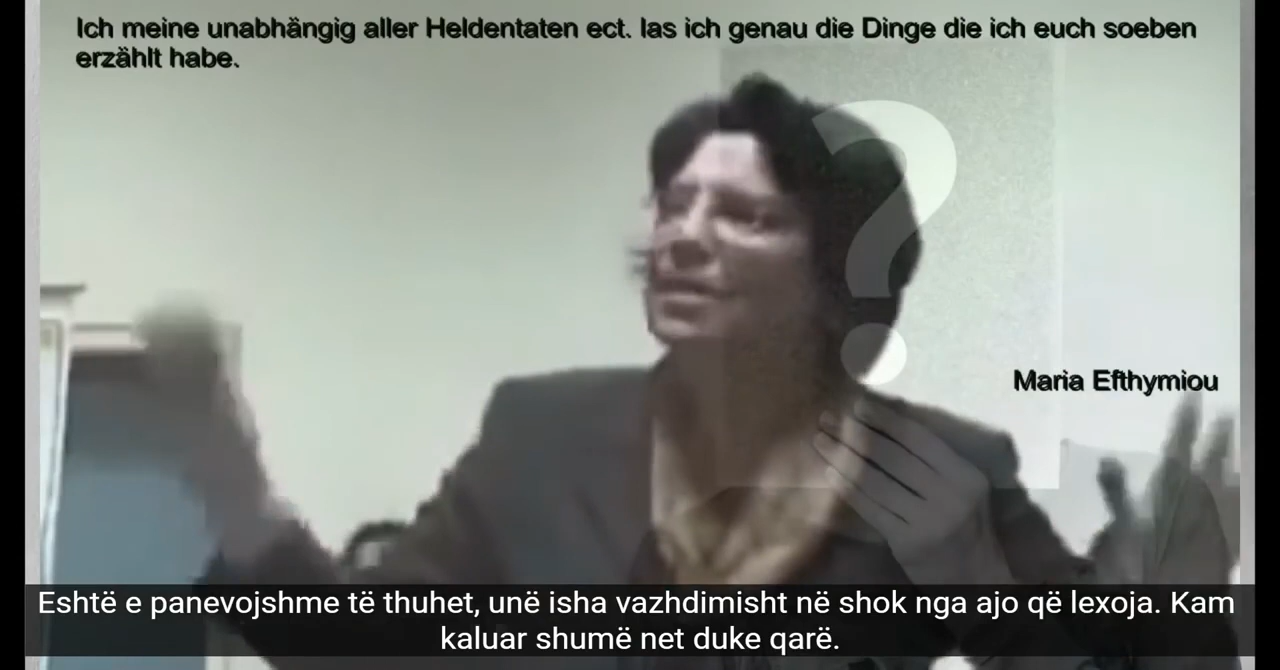 Ich meine unabhängig aller Heldentaten ect. las ich genau die Dinge die ich euch soeben
erzählt habe.
?
Maria Efthymiou
Eshtë e panevojshme të thuhet, unë isha vazhdimisht në shok nga ajo që lexoja. Kam
kaluar shumë net duke qarë.